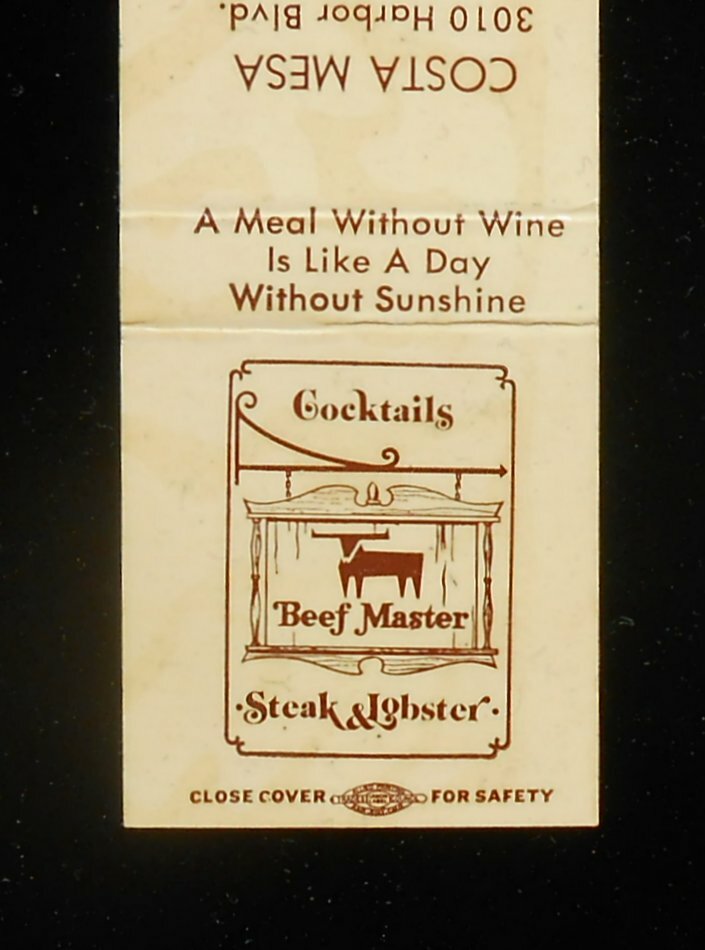 3010 Harbor Blvd.
COSTA MESA
A Meal Without Wine
Is Like A Day
Without Sunshine
Cocktails
Beef Master
·Steak & Lobster·
CLOSE COVER FOR SAFETY